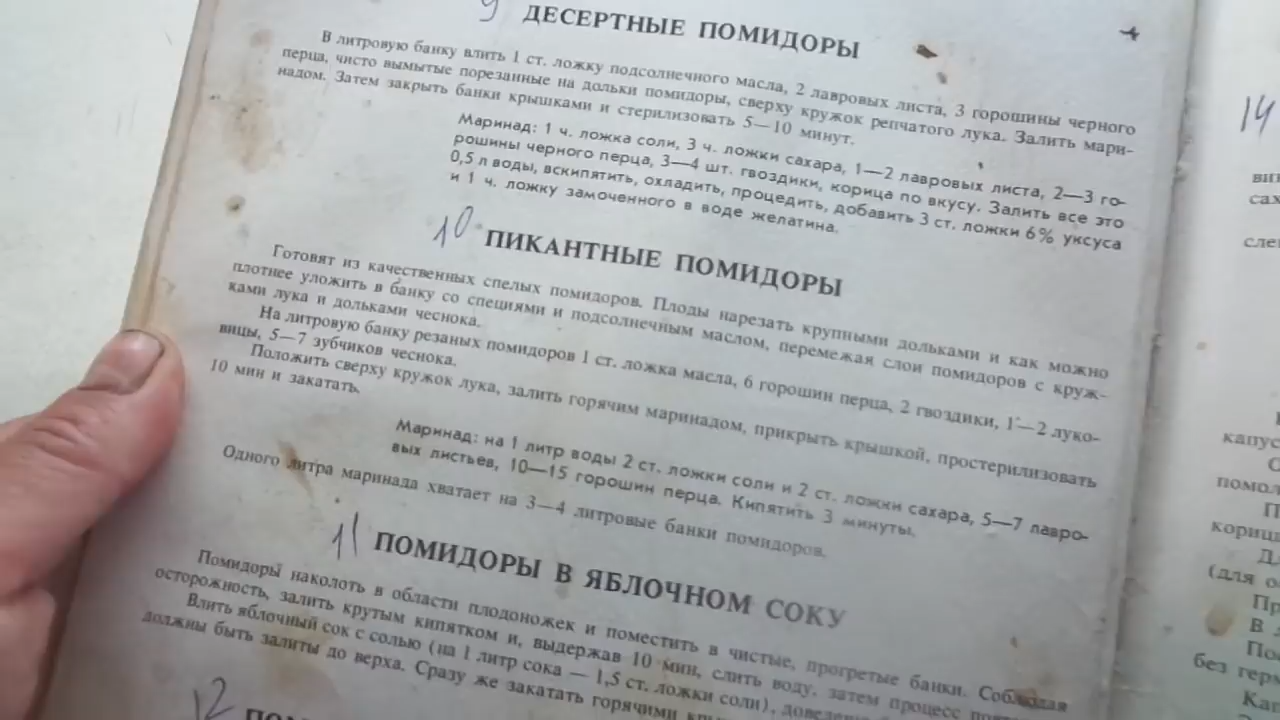 9 ДЕСЕРТНЫЕ ПОМИДОРЫ
В литровую банку влить 1 ст. ложку подсолнечного масла, 2 лавровых листа, 3 горошины черного
перца, чисто вымытые порезанные на дольки помидоры, сверху кружок репчатого лука. Залить мари-
надом. Затем закрыть банки крышками и стерилизовать 5—10 минут.
Маринад: 1 ч. ложка соли, 3 ч. ложки сахара, 1—2 лавровых листа, 2—3 го-
рошины черного перца, 3—4 шт. гвоздики, корица по вкусу. Залить все это
0,5 л воды, вскипятить, охладить, процедить, добавить 3 ст. ложки 6% уксуса
и 1 ч. ложку замоченного в воде желатина.
10 ПИКАНТНЫЕ ПОМИДОРЫ
Готовят из качественных спелых помидоров. Плоды нарезать крупными дольками и как можно
плотнее уложить в банку со специями и подсолнечным маслом, перемежая слои помидоров с круж-
ками лука и дольками чеснока.
На литровую банку резаных помидоров 1 ст. ложка масла, 6 горошин перца, 2 гвоздики, 1—2 луко-
вицы, 5—7 зубчиков чеснока.
Положить сверху кружок лука, залить горячим маринадом, прикрыть крышкой, простерилизовать
10 мин и закатать.
Маринад: на 1 литр воды 2 ст. ложки соли и 2 ст. ложки сахара, 5—7 лавро-
вых листьев, 10—15 горошин перца. Кипятить 3 минуты.
Одного литра маринада хватает на 3—4 литровые банки помидоров.
11 ПОМИДОРЫ В ЯБЛОЧНОМ СОКУ
Помидоры наколоть в области плодоножек и поместить в чистые, прогретые банки. Соблюдая
осторожность, залить крутым кипятком и, выдержав 10 мин, слить воду, затем процесс
Влить яблочный сок с солью (на 1 литр сока — 1,5 ст. ложки соли),
должны быть залиты до верха. Сразу же закатать горячими
12
14
капус
помол
(для о
В
без герм